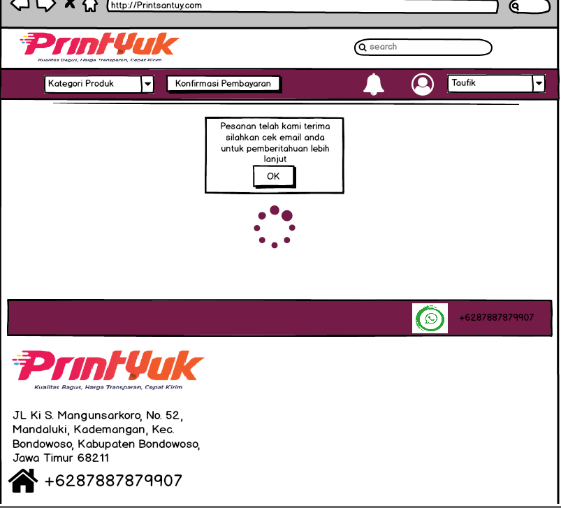 http://Printsantuy.com
PrintYuk
Kualitas Bagus, Harga Transparan, Cepat Kirim
search
Kategori Produk
Konfirmasi Pembayaran
Taufik
Pesanan telah kami terima
silahkan cek email anda
untuk pemberitahuan lebih
lanjut
OK
+6287887879907
PrintYuk
Kualitas Bagus, Harga Transparan, Cepat Kirim
JL Ki S. Mangunsarkoro, No. 52,
Mandaluki, Kademangan, Kec.
Bondowoso, Kabupaten Bondowoso,
Jawa Timur 68211
+6287887879907